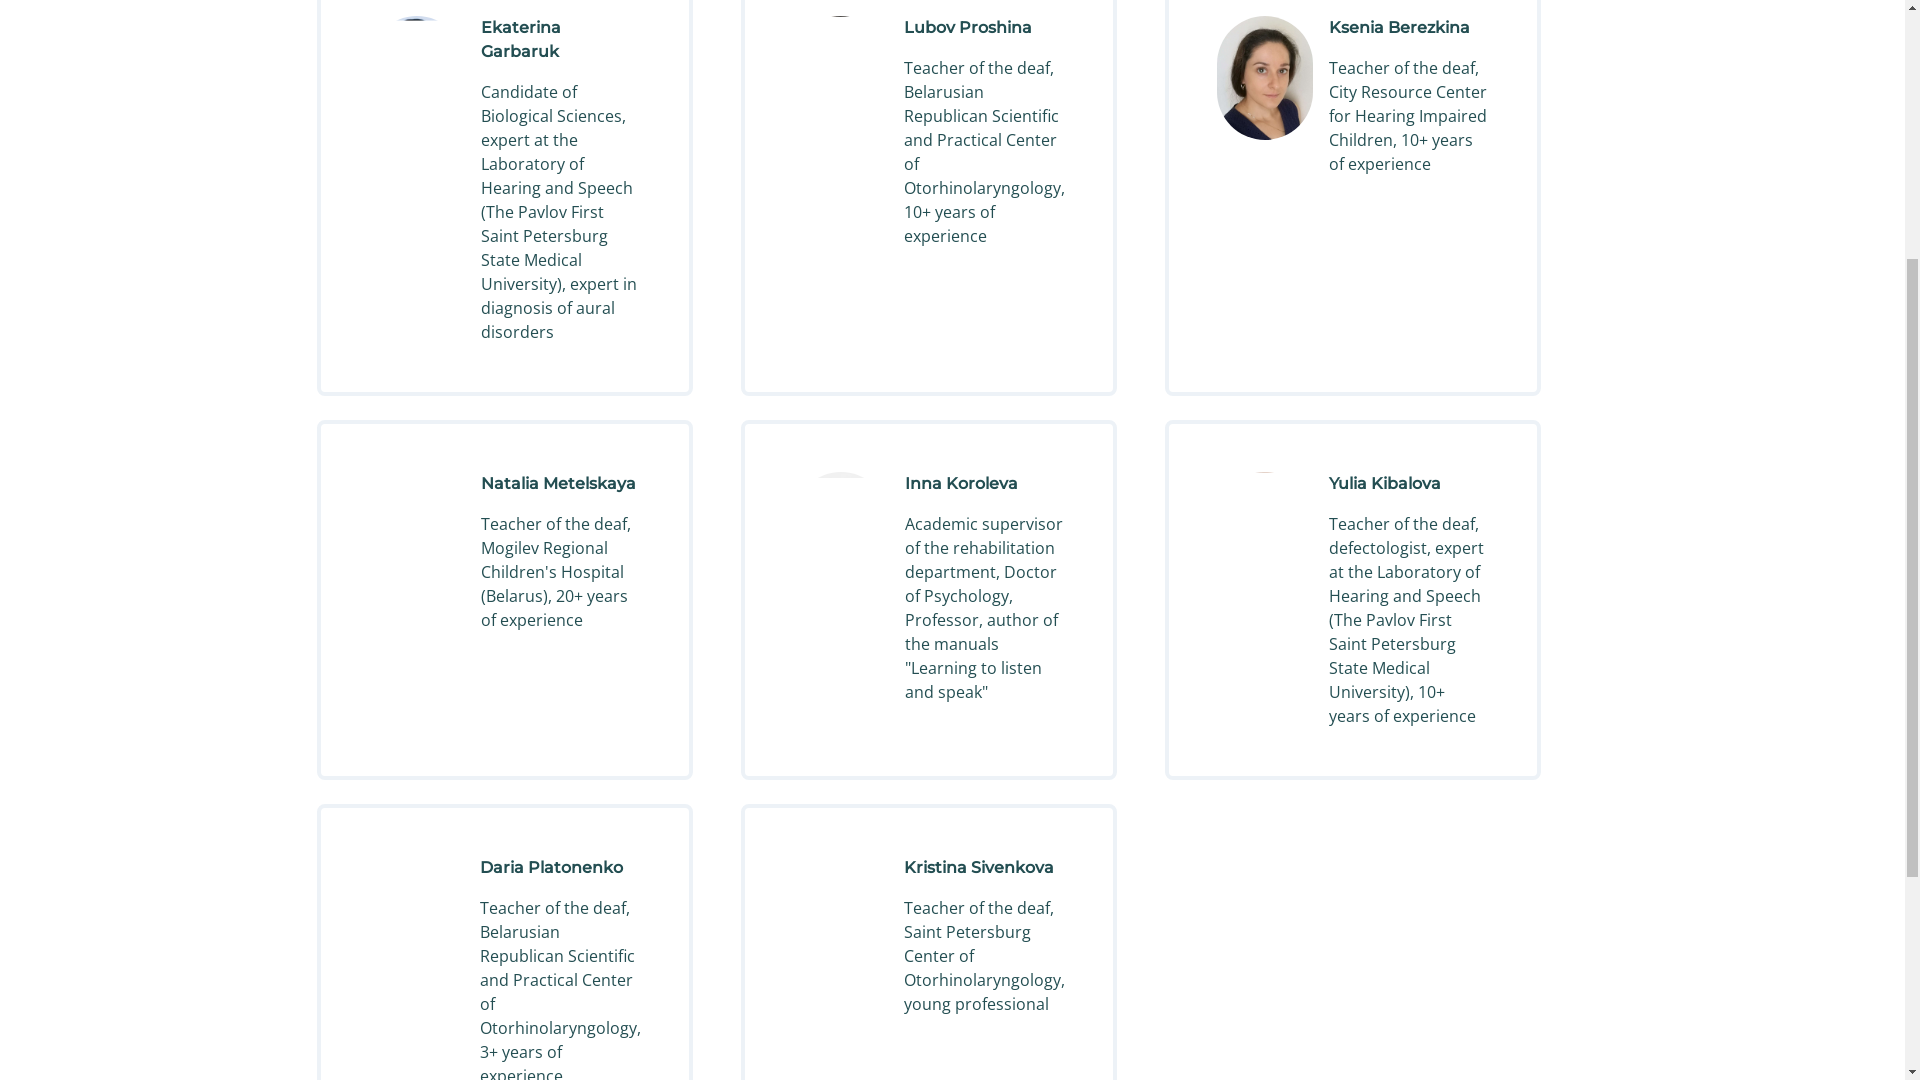 Ekaterina
Garbaruk
Candidate of
Biological Sciences,
expert at the
Laboratory of
Hearing and Speech
(The Pavlov First
Saint Petersburg
State Medical
University), expert in
diagnosis of aural
disorders
Lubov Proshina
Teacher of the deaf,
Belarusian
Republican Scientific
and Practical Center
of
Otorhinolaryngology,
10+ years of
experience
Ksenia Berezkina
Teacher of the deaf,
City Resource Center
for Hearing Impaired
Children, 10+ years
of experience
Natalia Metelskaya
Teacher of the deaf,
Mogilev Regional
Children's Hospital
(Belarus), 20+ years
of experience
Inna Koroleva
Academic supervisor
of the rehabilitation
department, Doctor
of Psychology,
Professor, author of
the manuals
"Learning to listen
and speak"
Yulia Kibalova
Teacher of the deaf,
defectologist, expert
at the Laboratory of
Hearing and Speech
(The Pavlov First
Saint Petersburg
State Medical
University), 10+
years of experience
Daria Platonenko
Teacher of the deaf,
Belarusian
Republican Scientific
and Practical Center
of
Otorhinolaryngology,
3+ years of
experience
Kristina Sivenkova
Teacher of the deaf,
Saint Petersburg
Center of
Otorhinolaryngology,
young professional